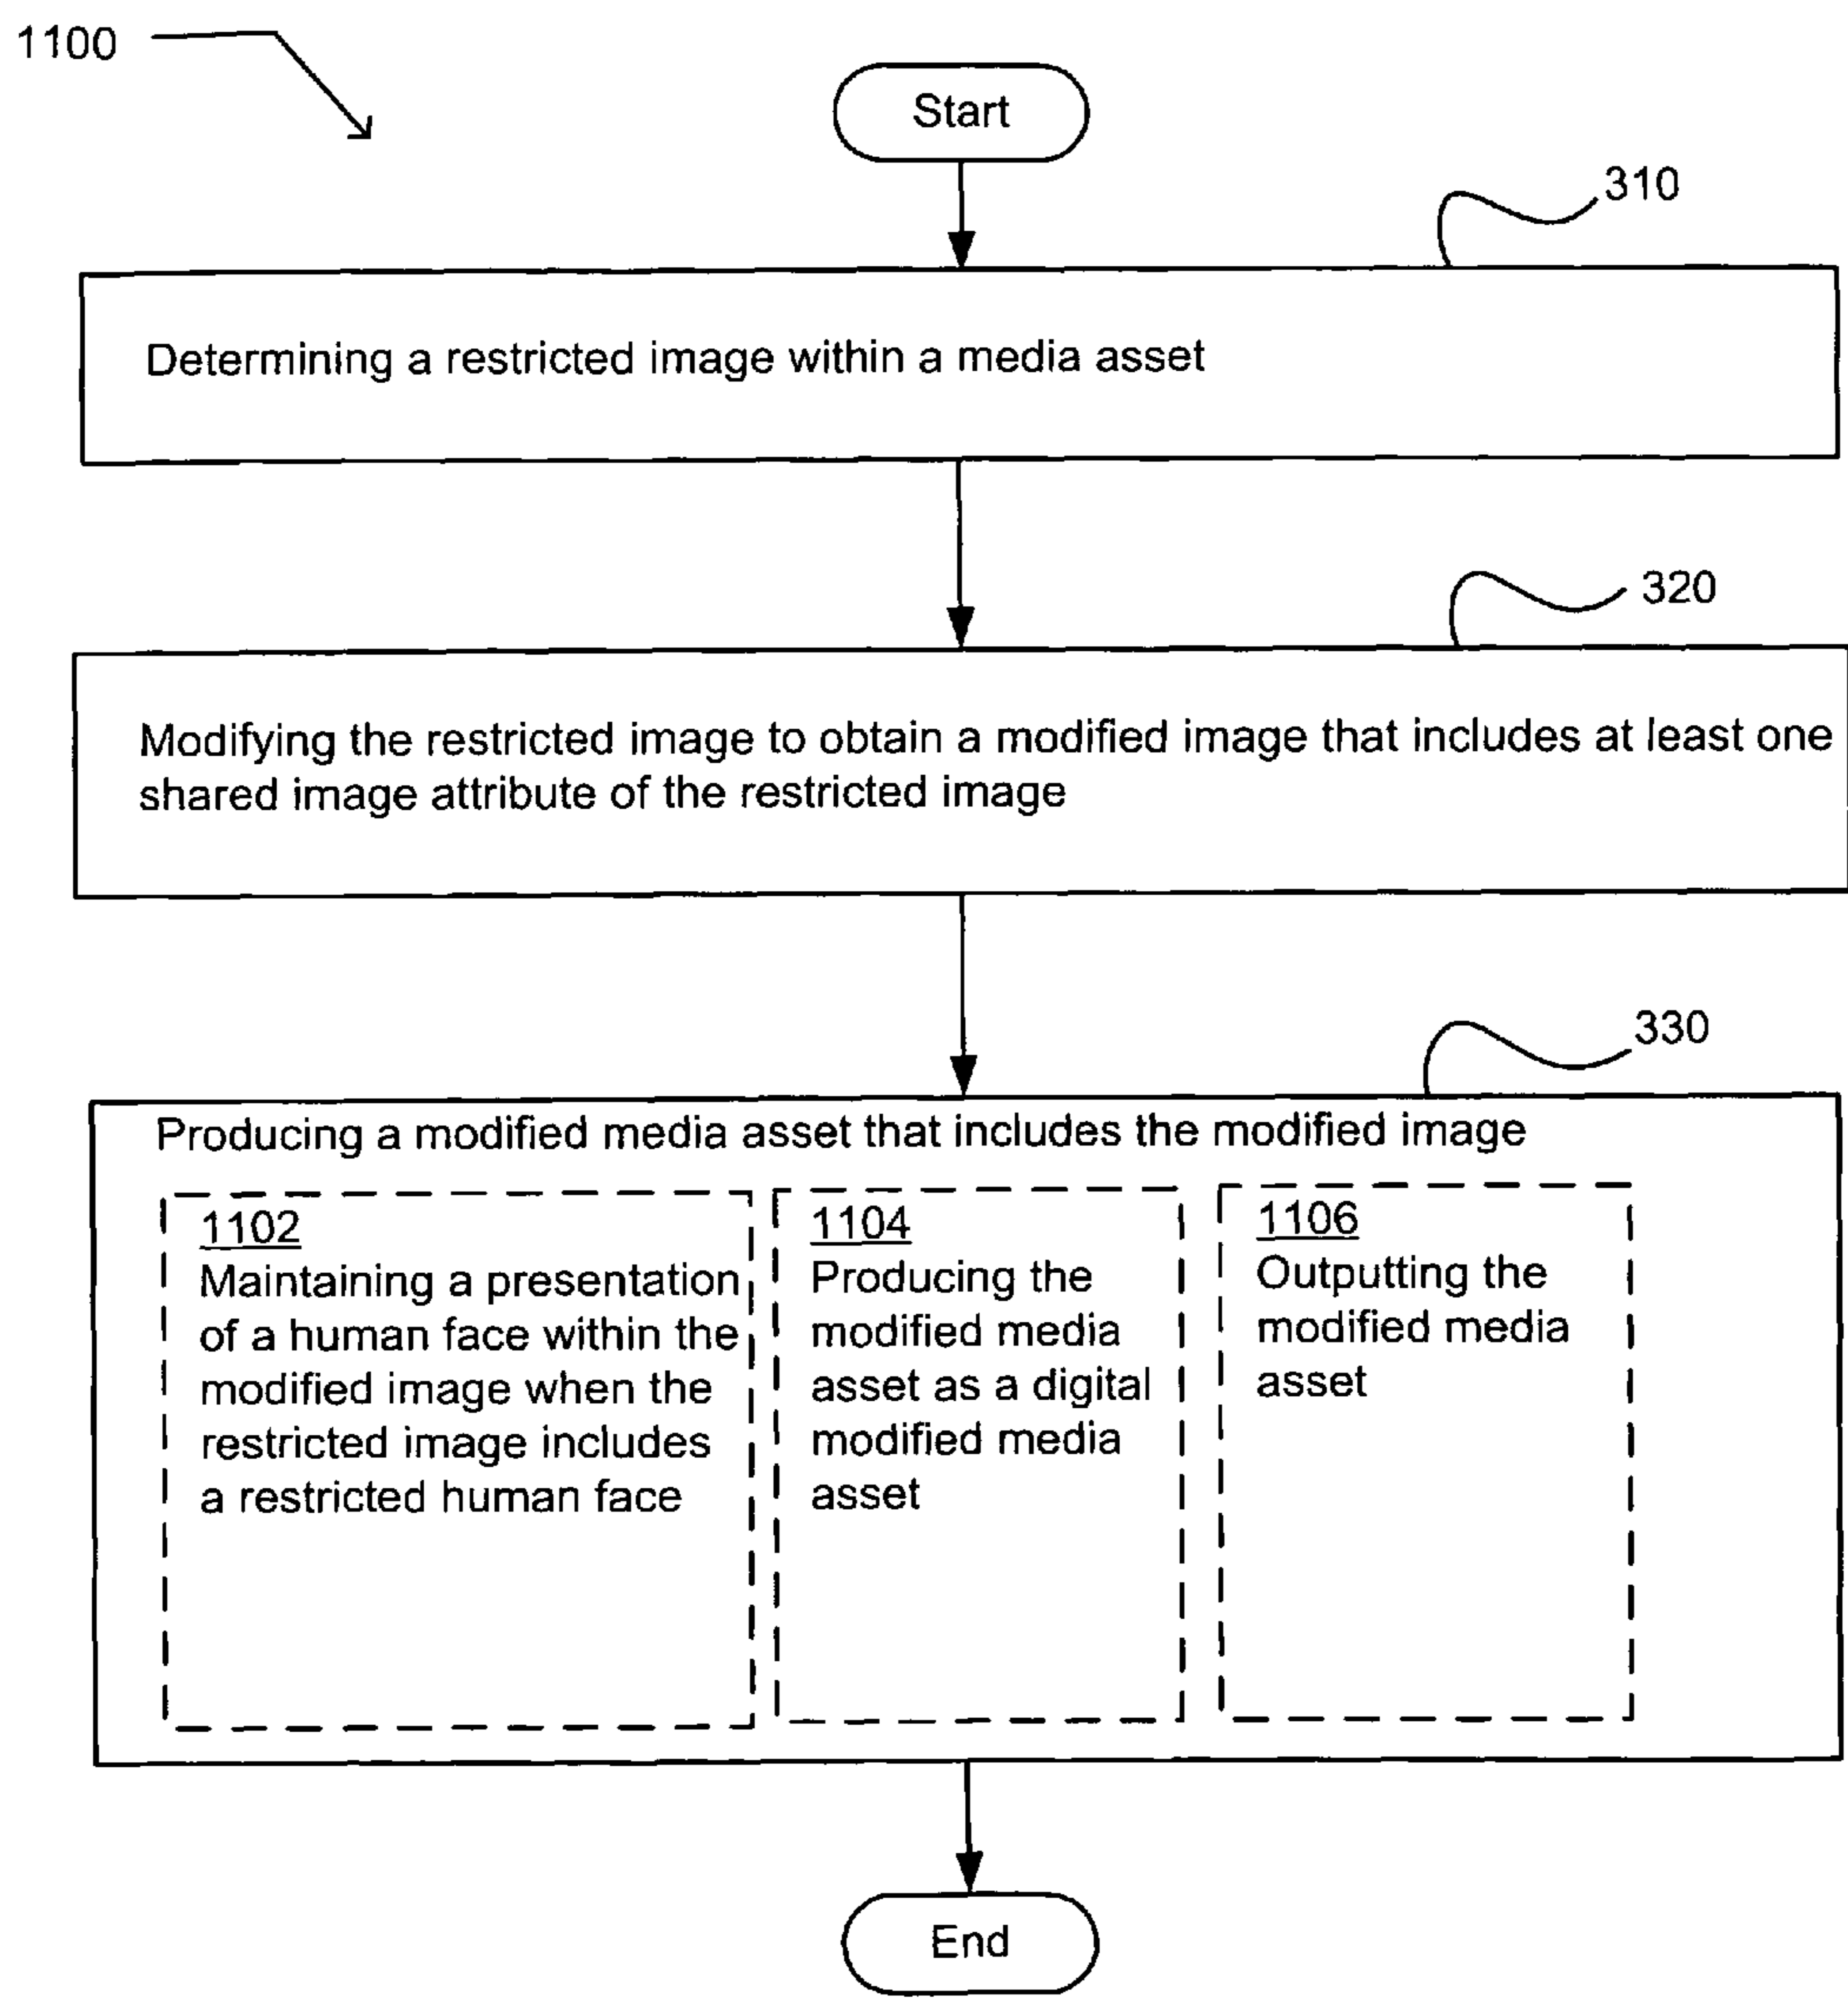 1100
Start
310
Determining a restricted image within a media asset
320
Modifying the restricted image to obtain a modified image that includes at least one
shared image attribute of the restricted image
330
Producing a modified media asset that includes the modified image
1102
Maintaining a presentation
of a human face within the
modified image when the
restricted image includes
a restricted human face
1104
Producing the
modified media
asset as a digital
modified media
asset
1106
Outputting the
modified media
asset
End